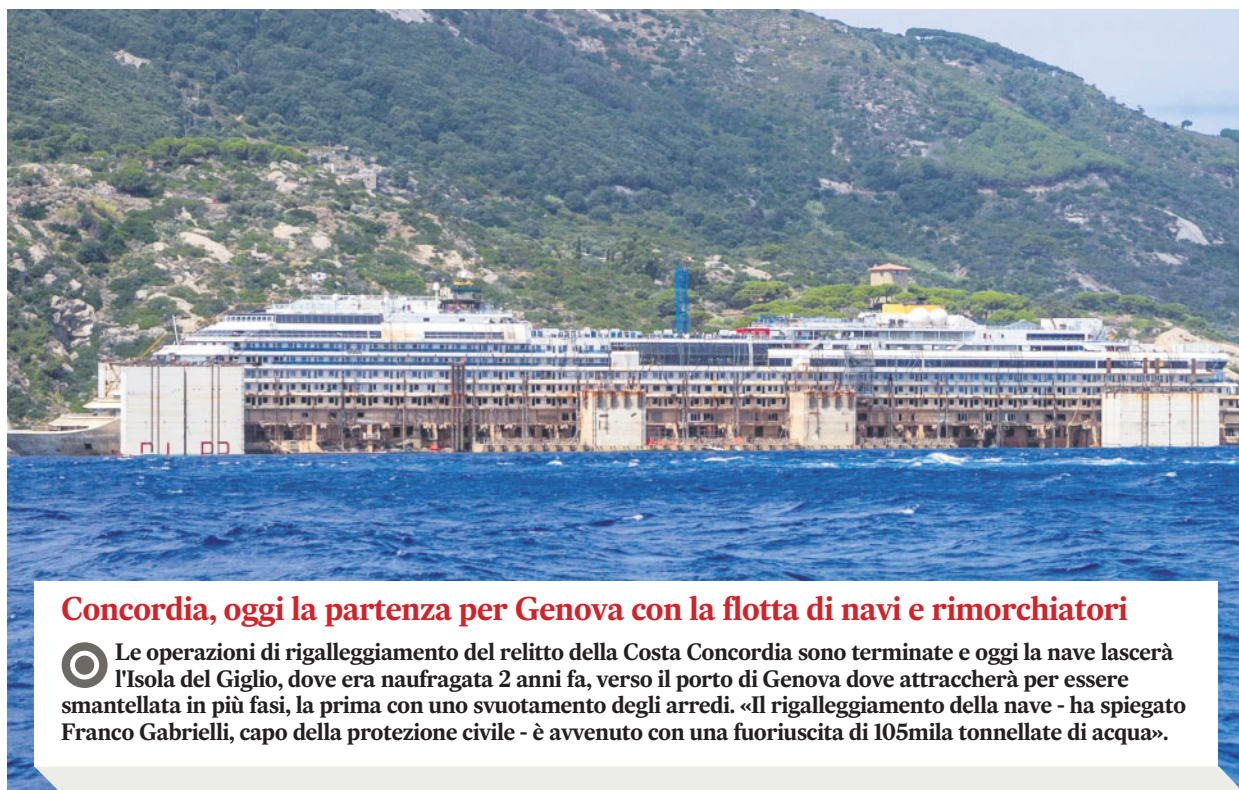 Concordia, oggi la partenza per Genova con la flotta di navi e rimorchiatori
Le operazioni di rigalleggiamento del relitto della Costa Concordia sono terminate e oggi la nave lascerà
l'Isola del Giglio, dove era naufragata 2 anni fa, verso il porto di Genova dove attraccherà per essere
smantellata in più fasi, la prima con uno svuotamento degli arredi. «Il rigalleggiamento della nave - ha spiegato
Franco Gabrielli, capo della protezione civile - è avvenuto con una fuoriuscita di 105mila tonnellate di acqua».